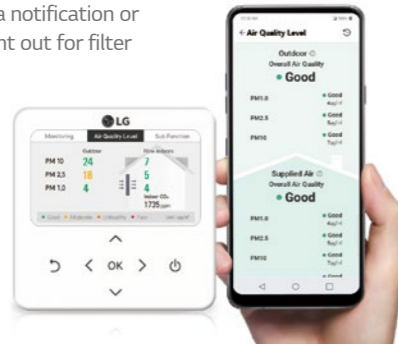 a notification or
nt out for filter
LG
Monitoring Air Quality Level Sub Function
Outdoor
PM 10 24 7
PM 2.5 18 5
PM 1.0 4 4
Indoor CO₂
1735 ppm
Good Moderate Unhealthy Poor
OK
Air Quality Level
Outdoor
Overall Air Quality
Good
PM1.0 Good
PM2.5 Good
PM10 Good
Supplied Air
Overall Air Quality
Good
PM1.0 Good
PM2.5 Good
PM10 Good
Good